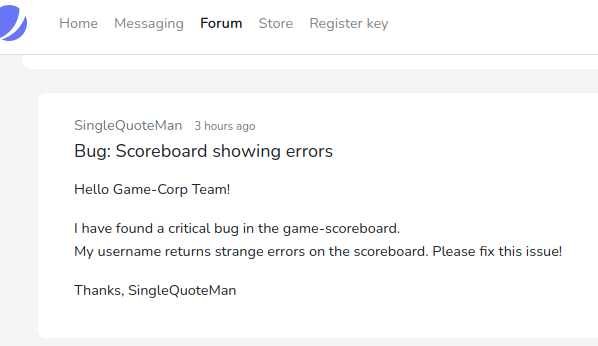 Home Messaging Forum Store Register key
SingleQuoteMan 3 hours ago
Bug: Scoreboard showing errors
Hello Game-Corp Team!
I have found a critical bug in the game-scoreboard.
My username returns strange errors on the scoreboard. Please fix this issue!
Thanks, SingleQuoteMan